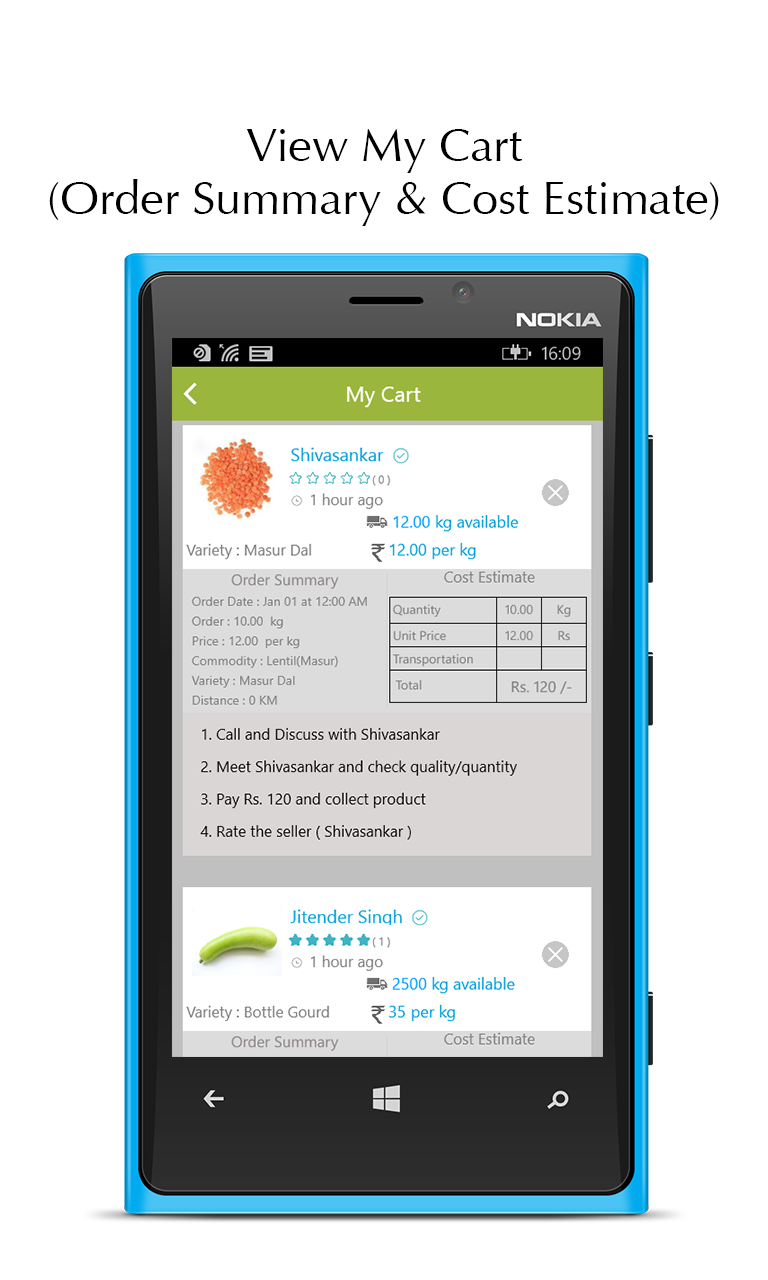 View My Cart
(Order Summary & Cost Estimate)
NOKIA
16:09
My Cart
Shivasankar
(0)
1 hour ago
12.00 kg available
Variety : Masur Dal
₹ 12.00 per kg
Order Summary
Cost Estimate
Order Date : Jan 01 at 12:00 AM
Order : 10.00 kg
Price : 12.00 per kg
Commodity : Lentil(Masur)
Variety : Masur Dal
Distance : 0 KM
Quantity 10.00 Kg
Unit Price 12.00 Rs
Transportation
Total Rs. 120 /-
1. Call and Discuss with Shivasankar
2. Meet Shivasankar and check quality/quantity
3. Pay Rs. 120 and collect product
4. Rate the seller ( Shivasankar )
Jitender Singh
(1)
1 hour ago
2500 kg available
Variety : Bottle Gourd
₹ 35 per kg
Order Summary
Cost Estimate